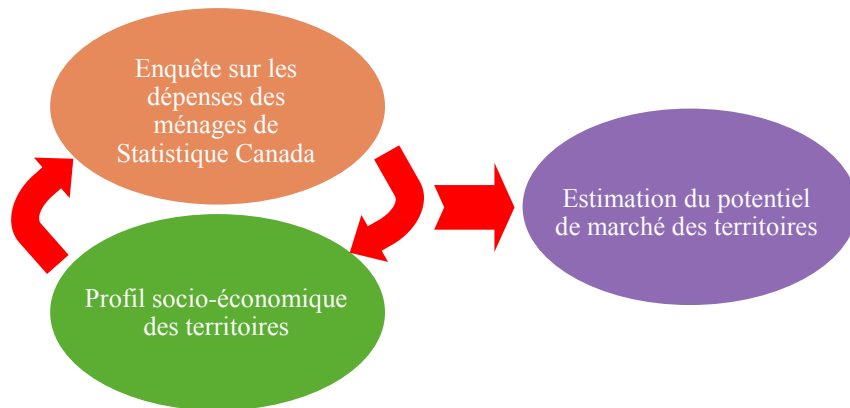 Enquête sur les
dépenses des
ménages de
Statistique Canada
Estimation du potentiel
de marché des territoires
Profil socio-économique
des territoires